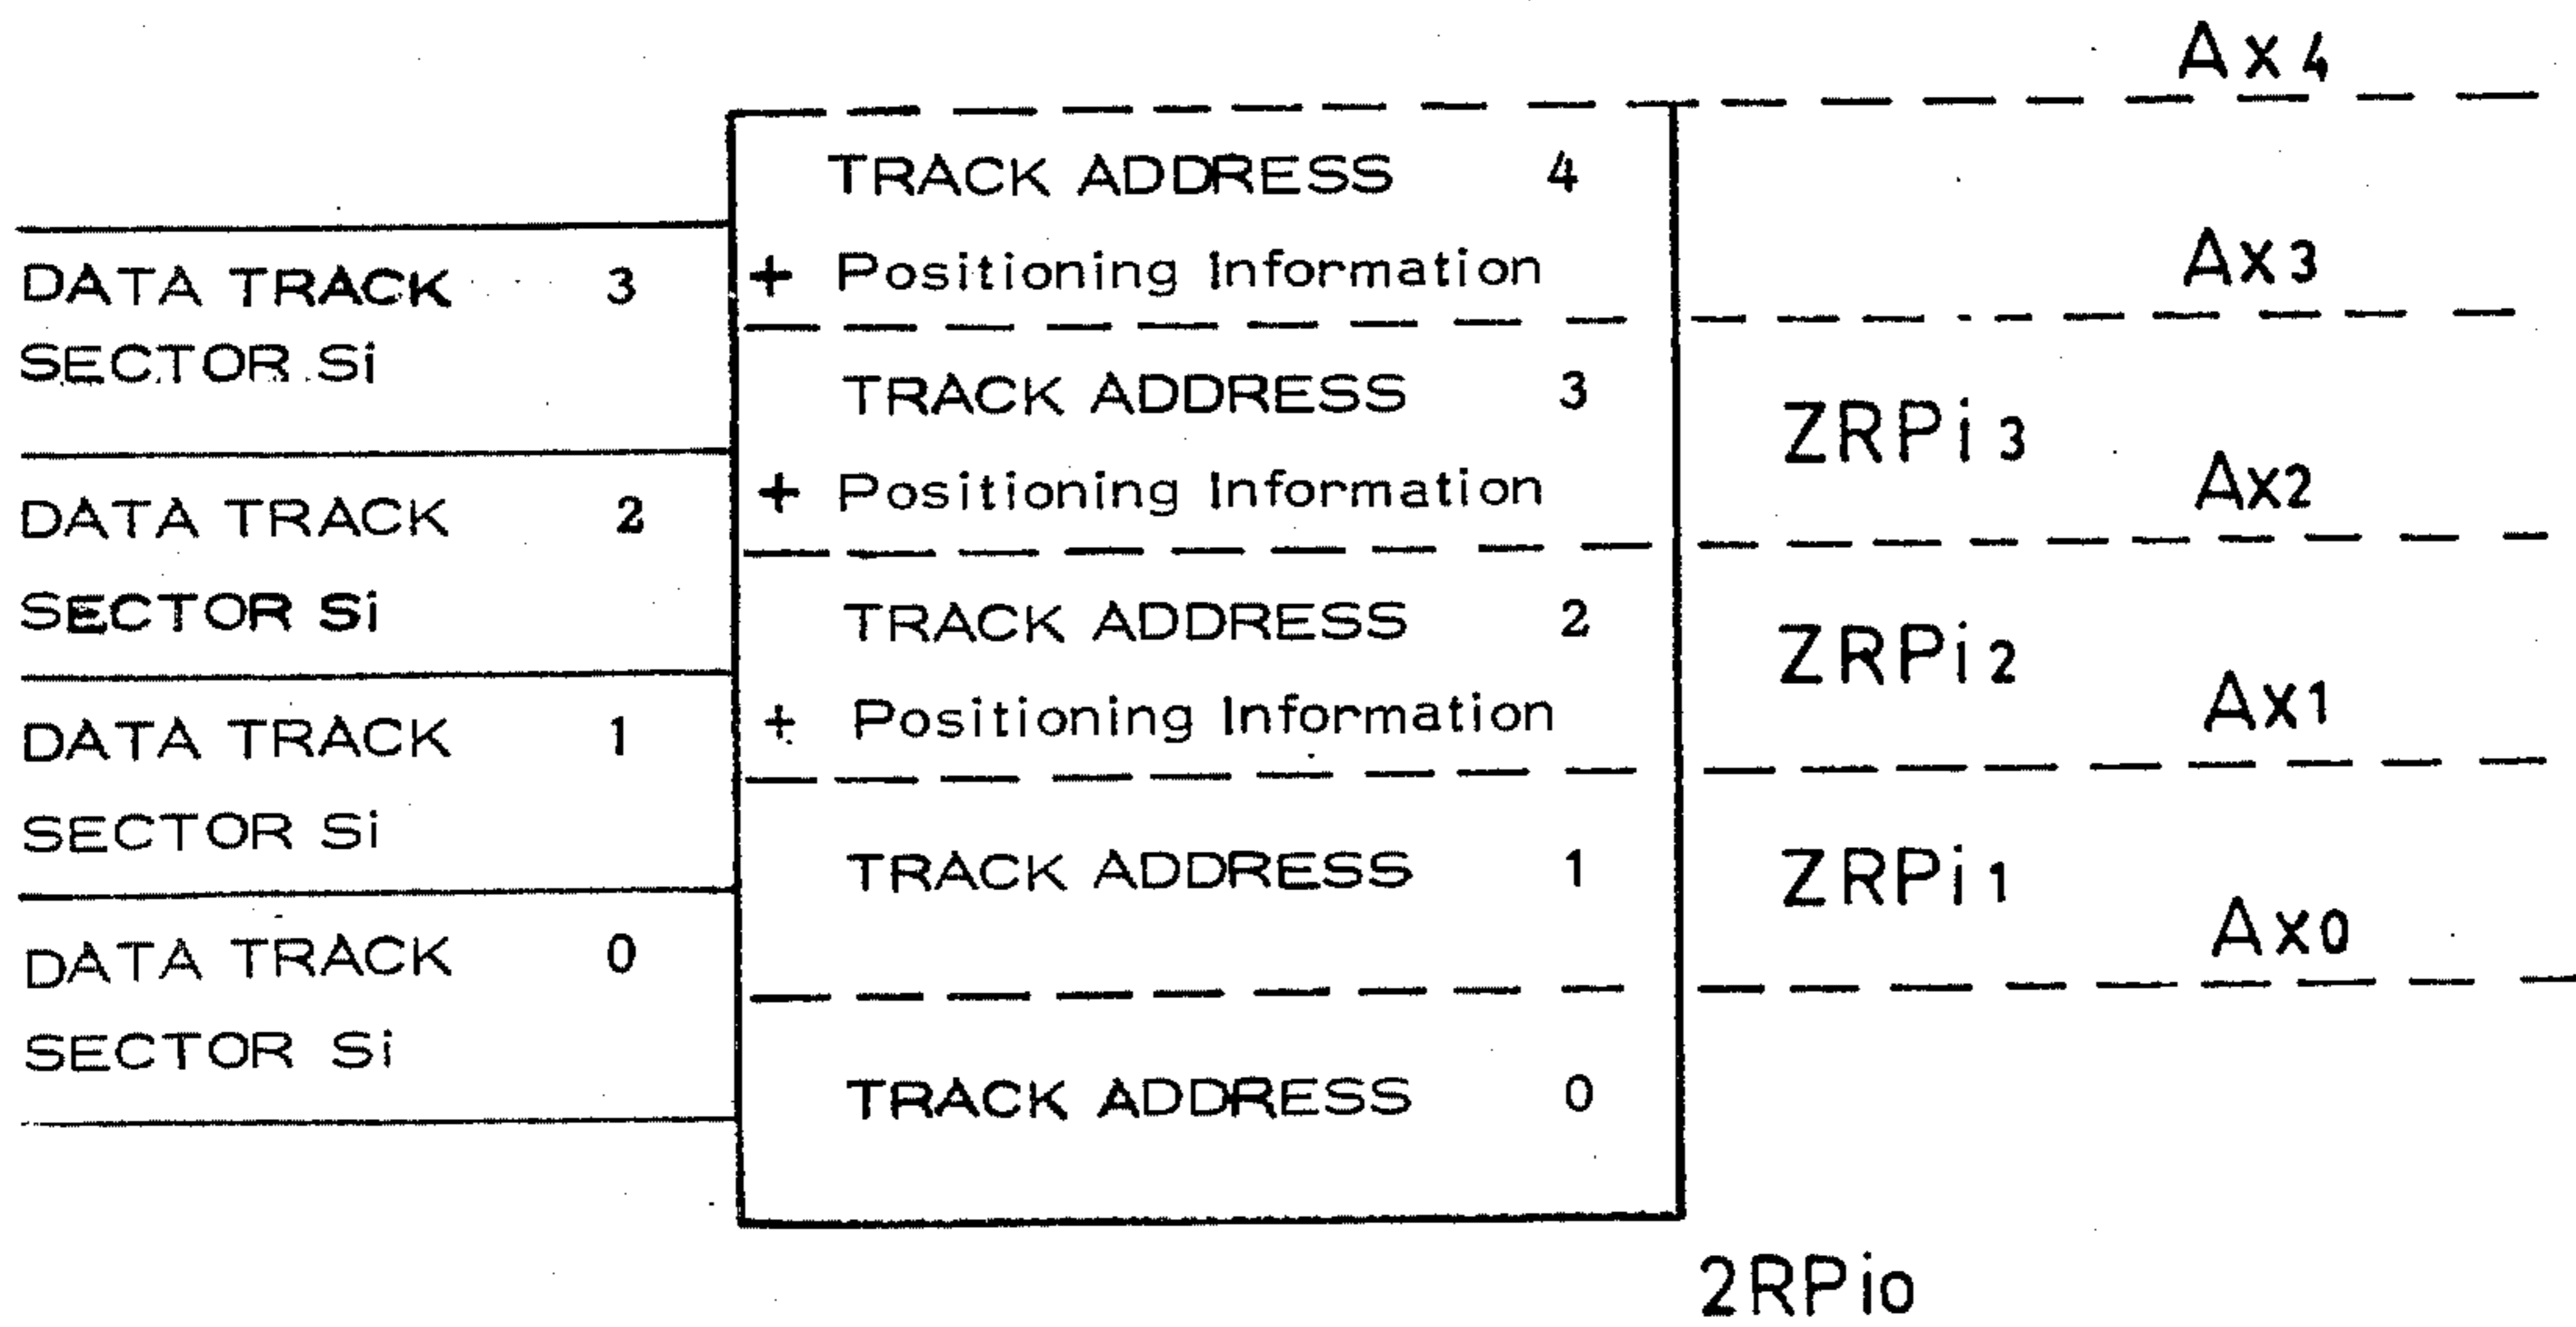 Ax4
TRACK ADDRESS 4
+ Positioning Information
Ax3
DATA TRACK 3
SECTOR Si
TRACK ADDRESS 3
+ Positioning Information
ZRPi3
Ax2
DATA TRACK 2
SECTOR Si
TRACK ADDRESS 2
+ Positioning Information
ZRPi2
Ax1
DATA TRACK 1
SECTOR Si
TRACK ADDRESS 1
ZRPi1
Ax0
DATA TRACK 0
SECTOR Si
TRACK ADDRESS 0
2RPio